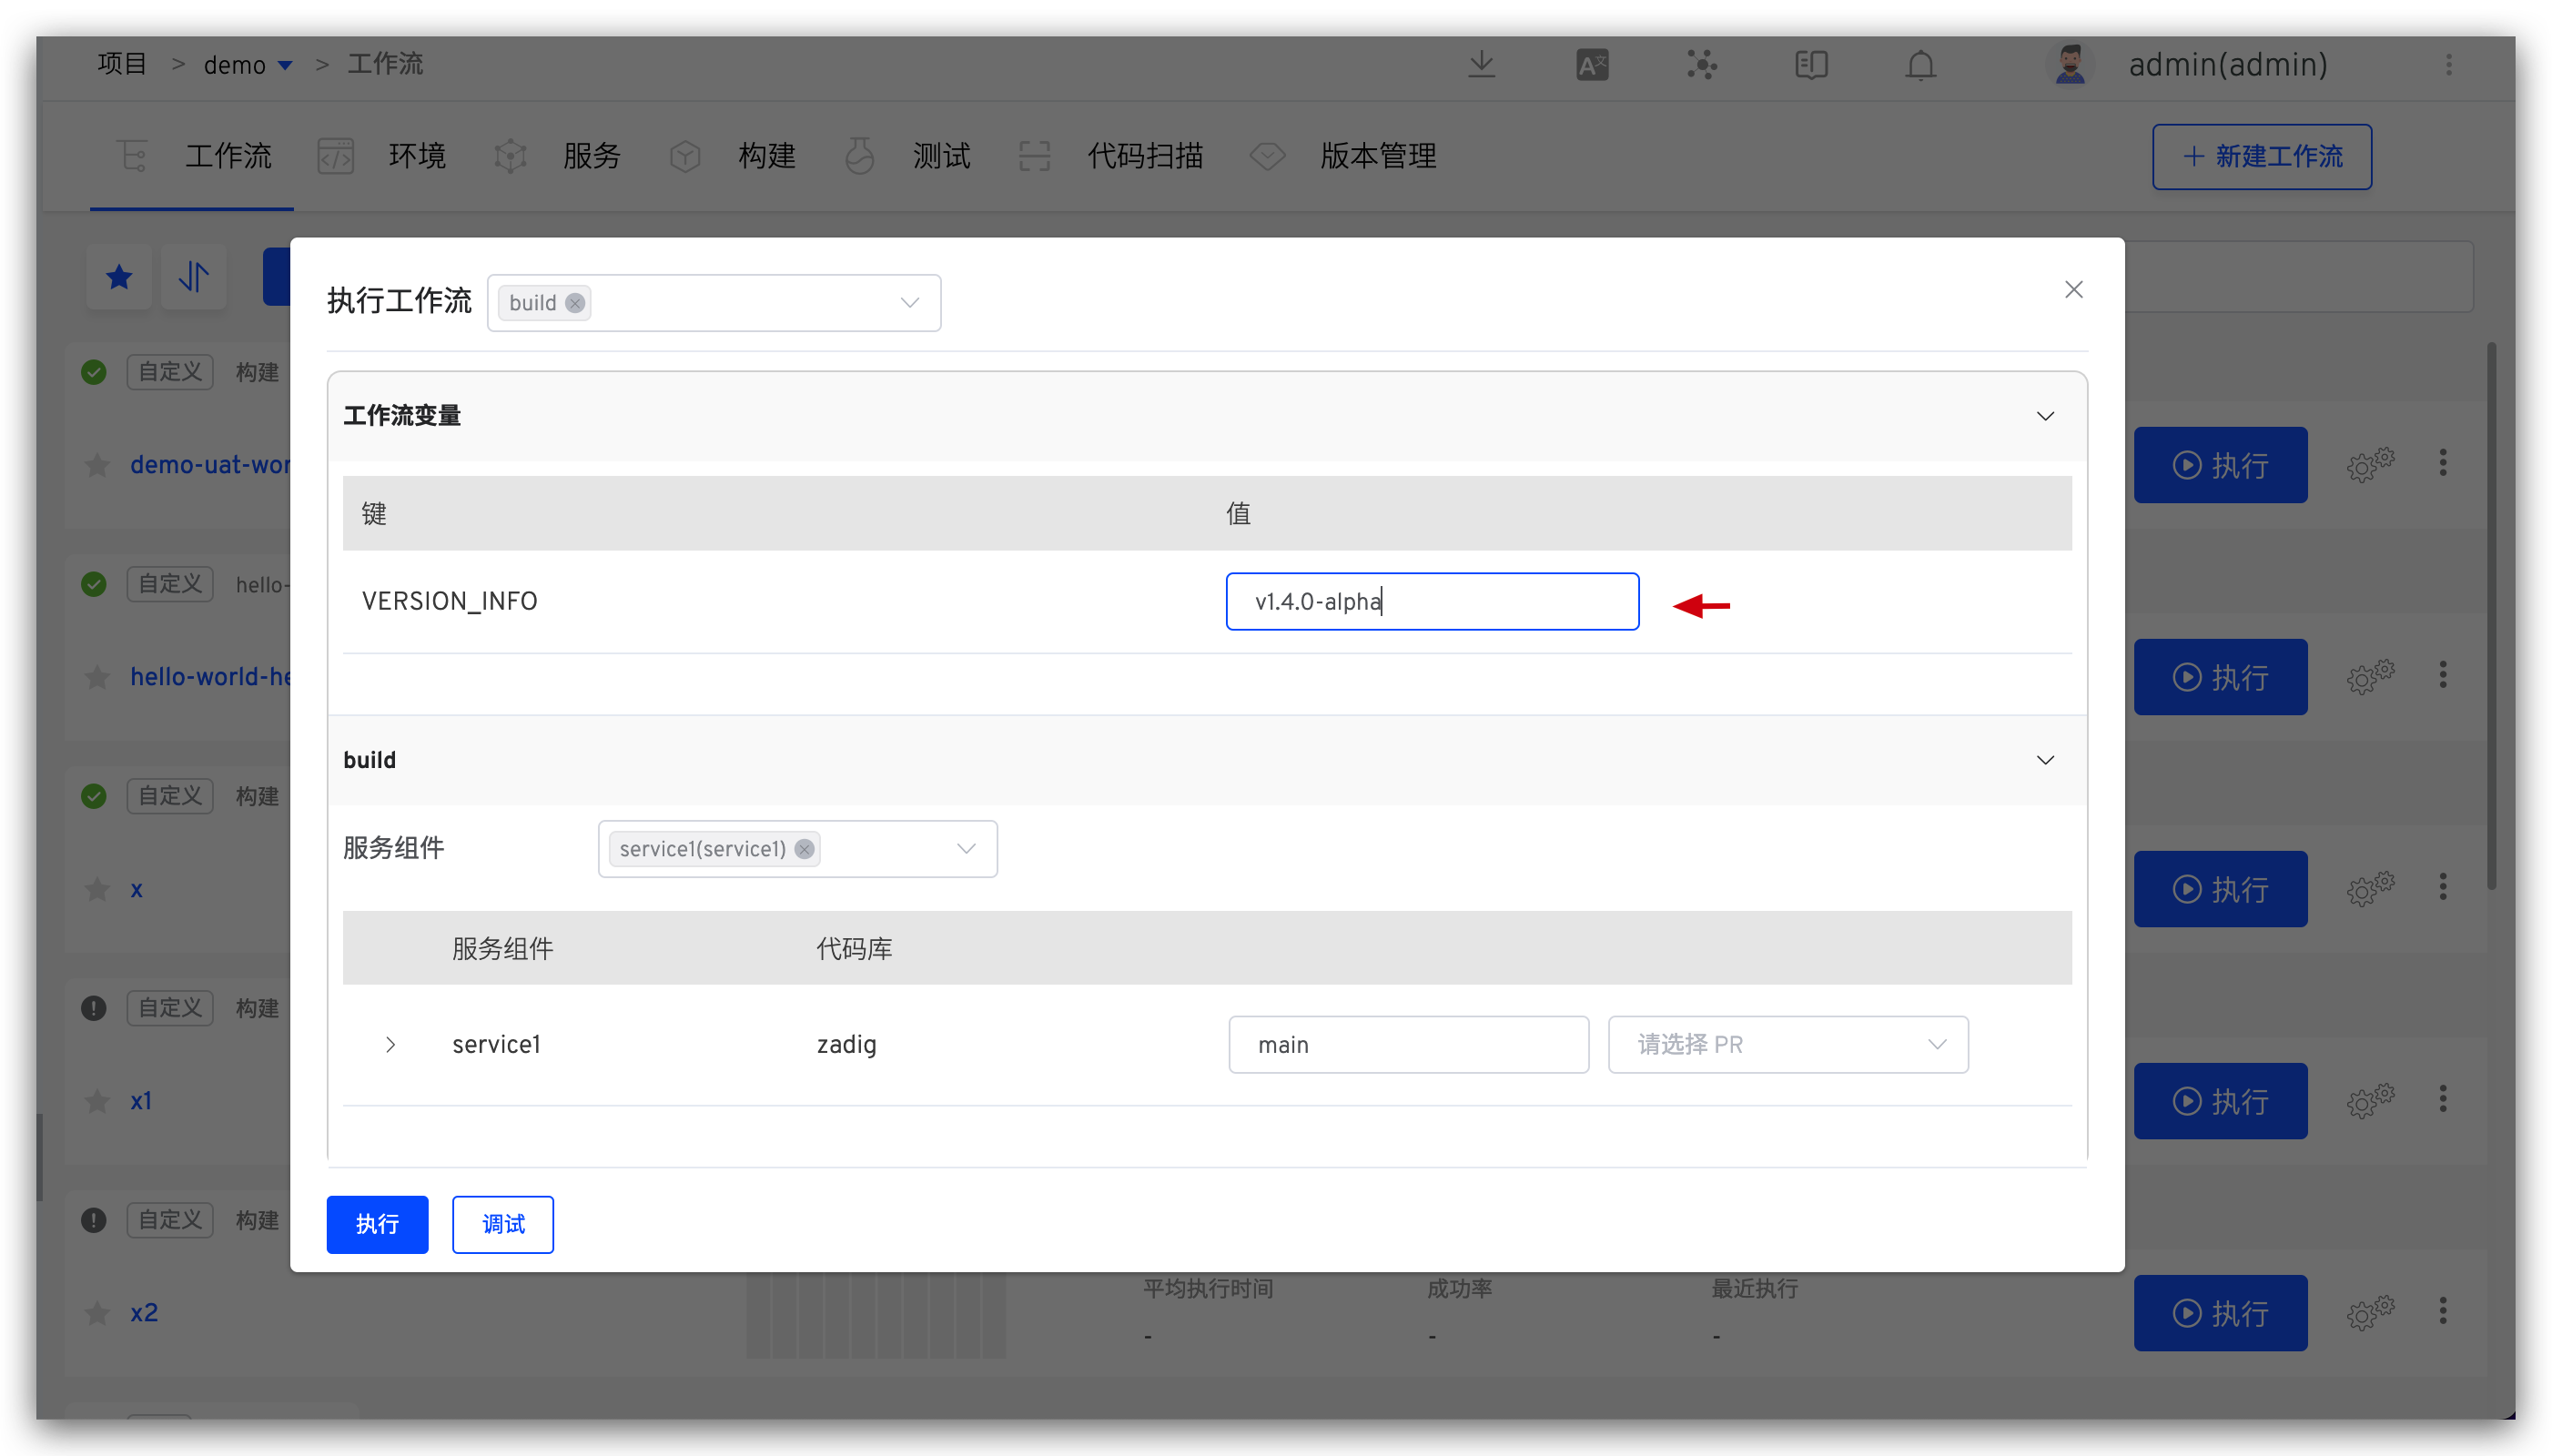 项目 > demo > 工作流
admin(admin)
工作流 环境 服务 构建 测试 代码扫描 版本管理
+ 新建工作流
执行工作流 build
工作流变量
键 值
VERSION_INFO v1.4.0-alpha
build
服务组件 service1(service1)
服务组件 代码库
service1 zadig main 请选择 PR
执行 调试
自定义 构建
demo-uat-wor
执行
自定义 hello-
hello-world-he
执行
自定义 构建
x
执行
自定义 构建
x1
执行
自定义 构建
平均执行时间 成功率 最近执行
x2
- - -
执行